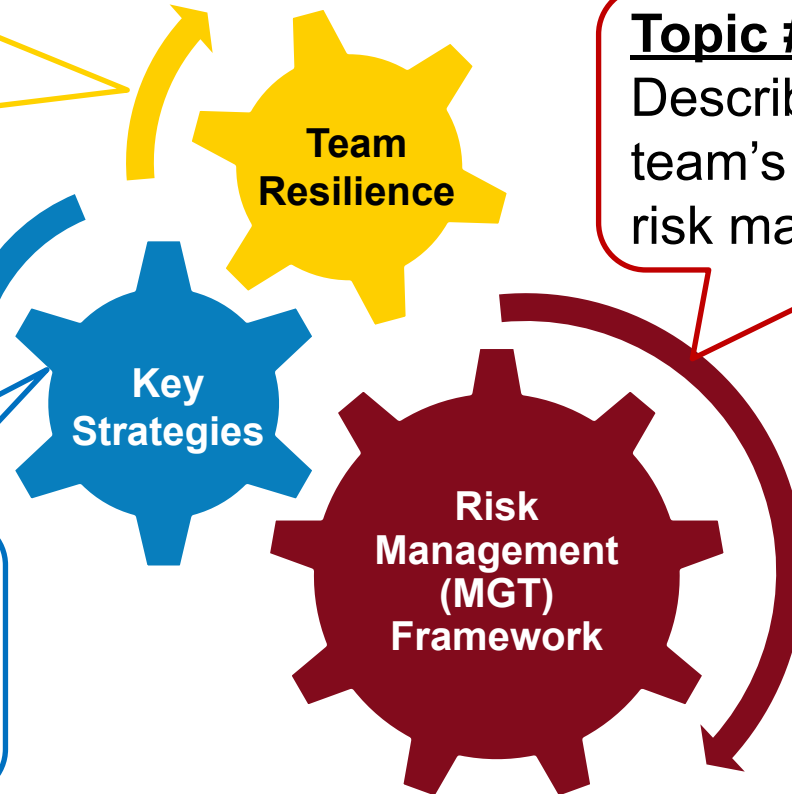 Team
Resilience
Topic #
Describ
team’s
risk ma
Key
Strategies
Risk
Management
(MGT)
Framework